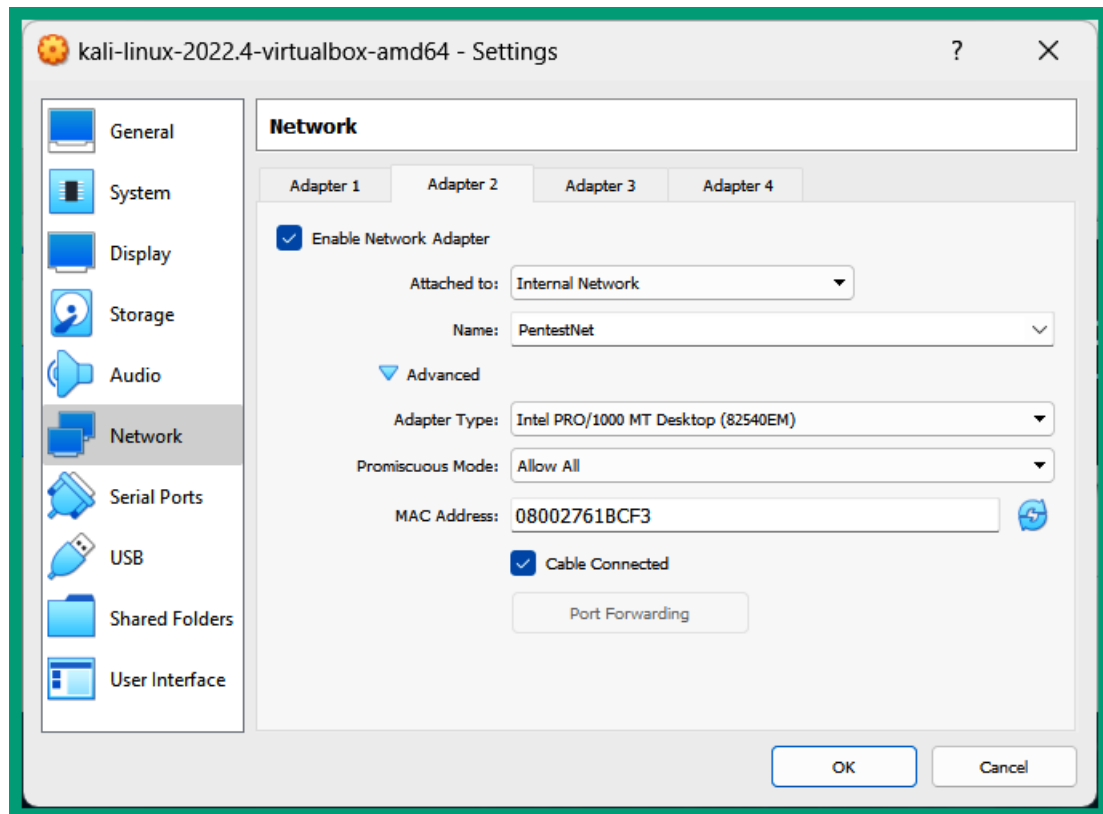 kali-linux-2022.4-virtualbox-amd64 - Settings ?
General
System
Display
Storage
Audio
Network
Serial Ports
USB
Shared Folders
User Interface
Network
Adapter 1 Adapter 2 Adapter 3 Adapter 4
Enable Network Adapter
Attached to: Internal Network
Name: PentestNet
Advanced
Adapter Type: Intel PRO/1000 MT Desktop (82540EM)
Promiscuous Mode: Allow All
MAC Address: 08002761BCF3
Cable Connected
Port Forwarding
OK Cancel